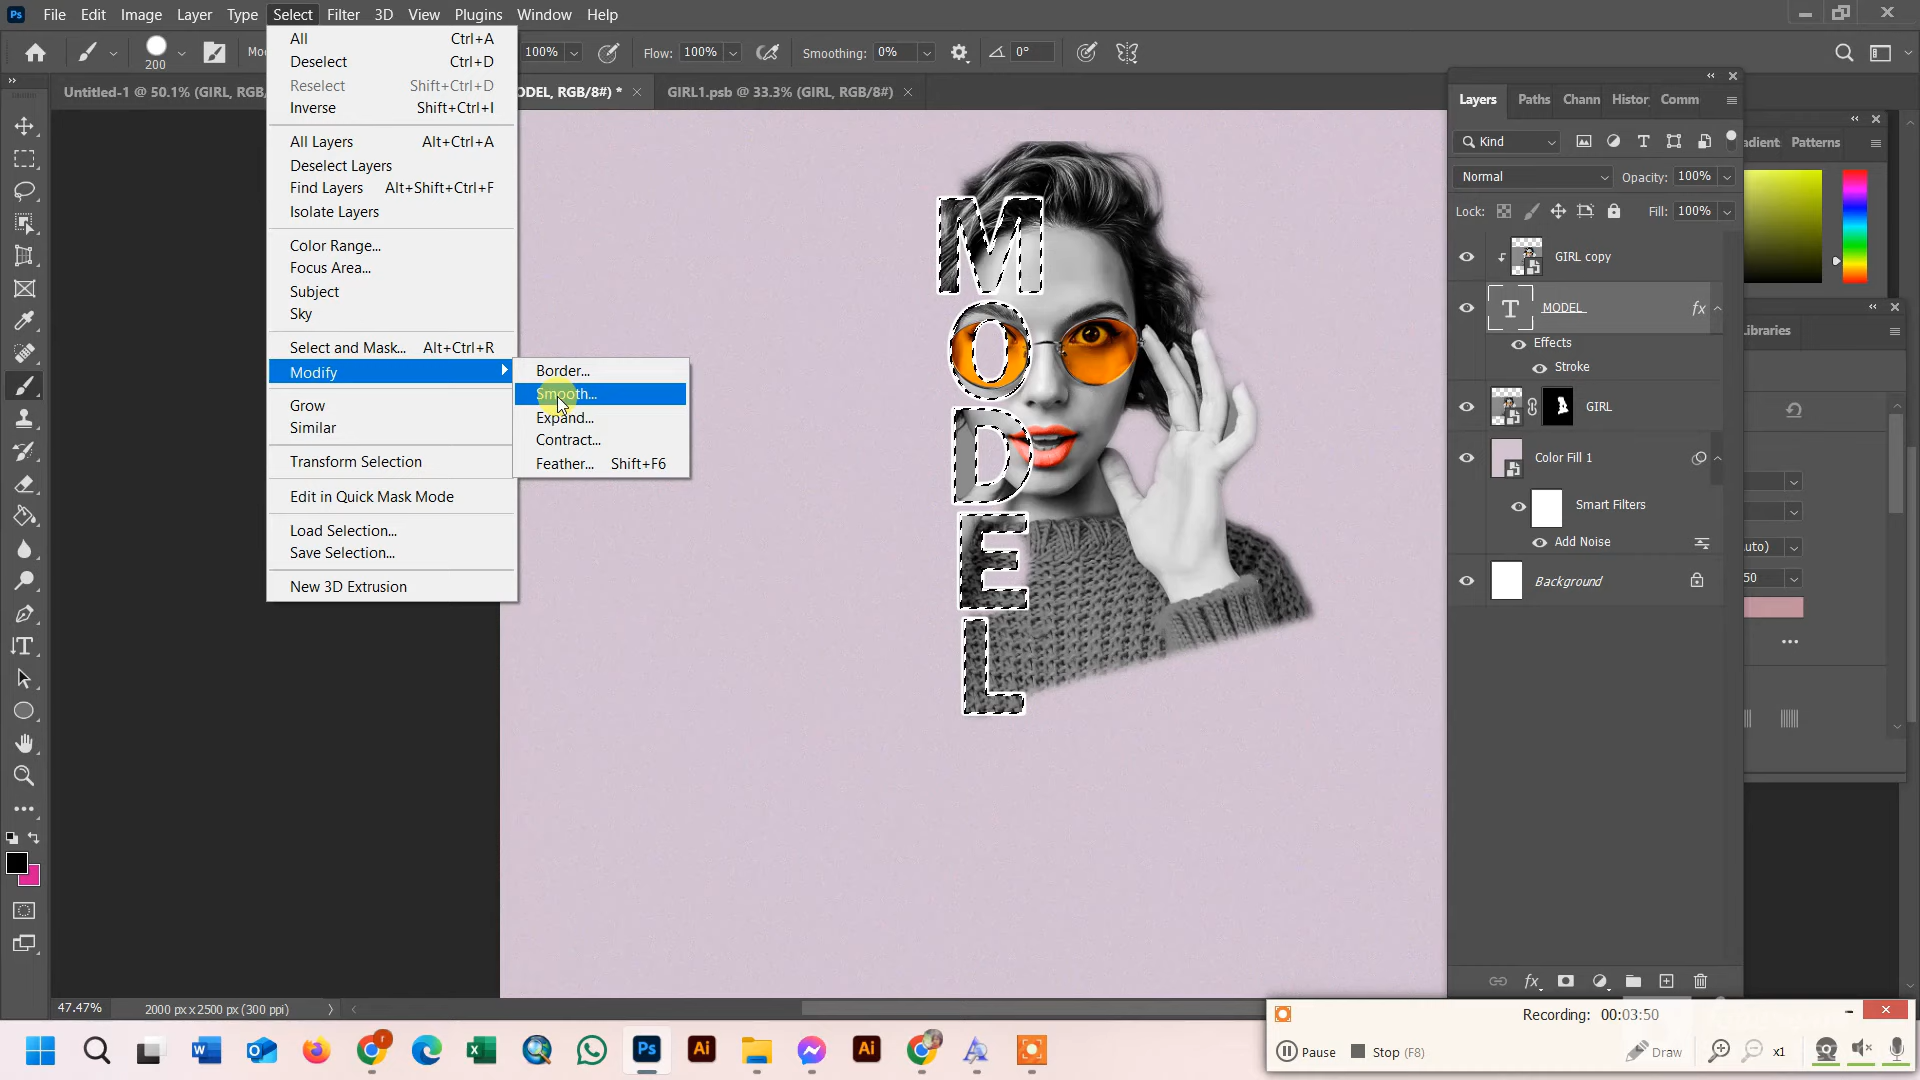 Ps File Edit Image Layer Type Select Filter 3D View Plugins Window Help
200 Mo 100% Flow: 100% Smoothing: 0% 0°
Untitled-1 @ 50.1% (GIRL, RGB/ ODEL, RGB/8#) * GIRL1.psb @ 33.3% (GIRL, RGB/8#)
All Ctrl+A
Deselect Ctrl+D
Reselect Shift+Ctrl+D
Inverse Shift+Ctrl+I
All Layers Alt+Ctrl+A
Deselect Layers
Find Layers Alt+Shift+Ctrl+F
Isolate Layers
Color Range...
Focus Area...
Subject
Sky
Select and Mask... Alt+Ctrl+R
Modify
Grow
Similar
Transform Selection
Edit in Quick Mask Mode
Load Selection...
Save Selection...
New 3D Extrusion
Border...
Smooth...
Expand...
Contract...
Feather... Shift+F6
M
O
D
E
L
Layers Paths Chann Histor Comm
Kind
Normal Opacity: 100%
Lock: Fill: 100%
GIRL copy
T MODEL fx
Effects
Stroke
GIRL
Color Fill 1
Smart Filters
Add Noise
Background
fx
adient Patterns
Libraries
uto)
50
47.47% 2000 px x 2500 px (300 ppi)
Recording: 00:03:50
Pause Stop (F8) Draw x1
Ps Ai Ai